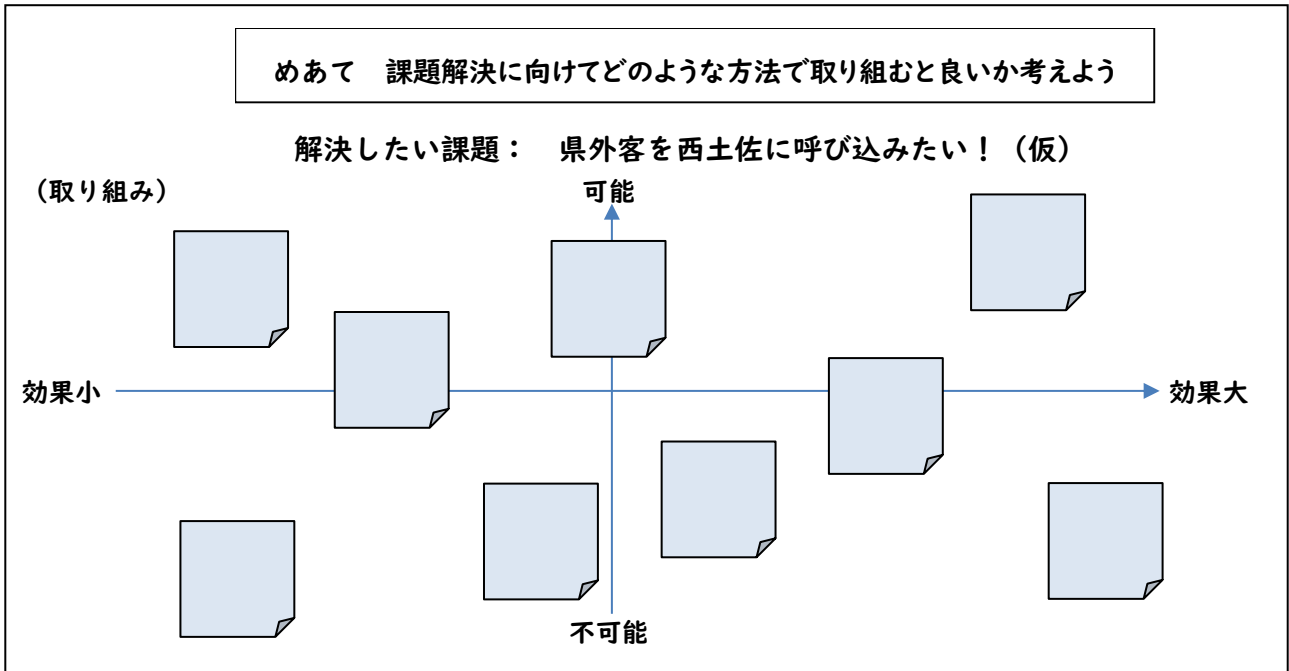 めあて　課題解決に向けてどのような方法で取り組むと良いか考えよう
解決したい課題：　県外客を西土佐に呼び込みたい！（仮）
（取り組み）
可能
効果小
効果大
不可能